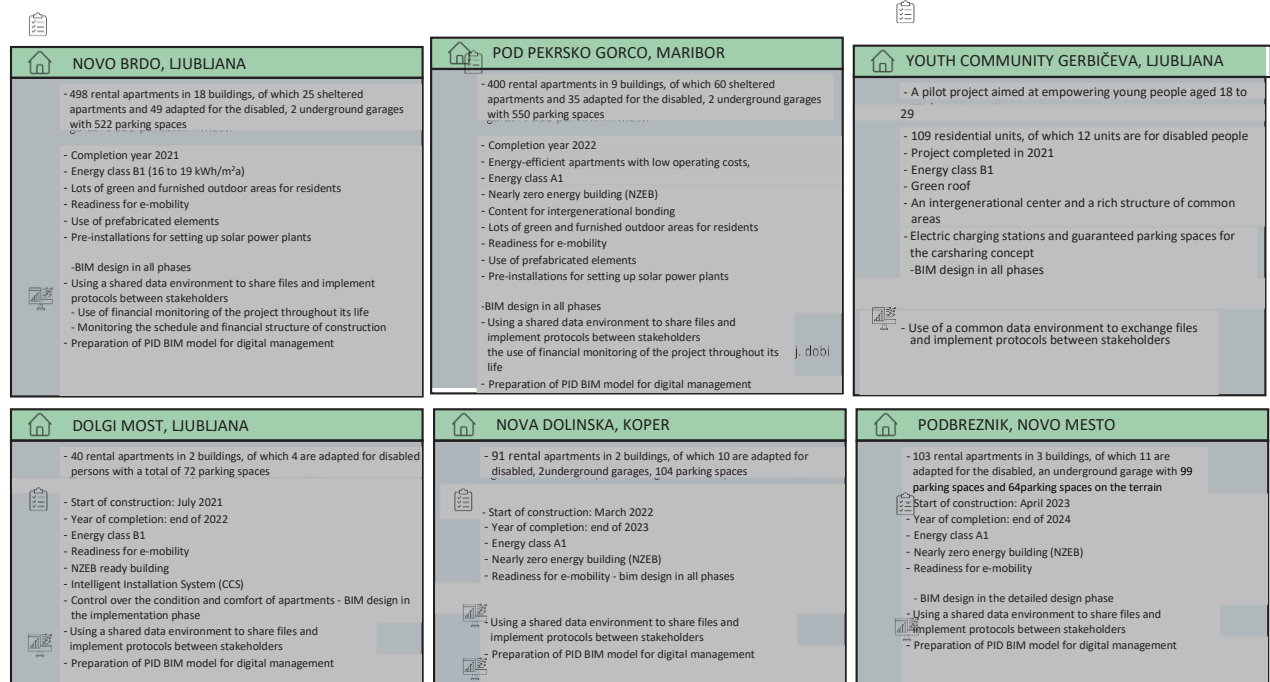 NOVO BRDO, LJUBLJANA
- 498 rental apartments in 18 buildings, of which 25 sheltered
apartments and 49 adapted for the disabled, 2 underground garages
with 522 parking spaces
- Completion year 2021
- Energy class B1 (16 to 19 kWh/m²a)
- Lots of green and furnished outdoor areas for residents
- Readiness for e-mobility
- Use of prefabricated elements
- Pre-installations for setting up solar power plants
-BIM design in all phases
- Using a shared data environment to share files and implement
protocols between stakeholders
- Use of financial monitoring of the project throughout its life
- Monitoring the schedule and financial structure of construction
- Preparation of PID BIM model for digital management
POD PEKRSKO GORCO, MARIBOR
- 400 rental apartments in 9 buildings, of which 60 sheltered
apartments and 35 adapted for the disabled, 2 underground garages
with 550 parking spaces
- Completion year 2022
- Energy-efficient apartments with low operating costs,
- Energy class A1
- Nearly zero energy building (NZEB)
- Content for intergenerational bonding
- Lots of green and furnished outdoor areas for residents
- Readiness for e-mobility
- Use of prefabricated elements
- Pre-installations for setting up solar power plants
-BIM design in all phases
- Using a shared data environment to share files and
implement protocols between stakeholders
the use of financial monitoring of the project throughout its
life
j. dobi
- Preparation of PID BIM model for digital management
YOUTH COMMUNITY GERBIČEVA, LJUBLJANA
- A pilot project aimed at empowering young people aged 18 to
29
- 109 residential units, of which 12 units are for disabled people
- Project completed in 2021
- Energy class B1
- Green roof
- An intergenerational center and a rich structure of common
areas
- Electric charging stations and guaranteed parking spaces for
the carsharing concept
-BIM design in all phases
- Use of a common data environment to exchange files
and implement protocols between stakeholders
DOLGI MOST, LJUBLJANA
- 40 rental apartments in 2 buildings, of which 4 are adapted for disabled
persons with a total of 72 parking spaces
- Start of construction: July 2021
- Year of completion: end of 2022
- Energy class B1
- Readiness for e-mobility
- NZEB ready building
- Intelligent Installation System (CCS)
- Control over the condition and comfort of apartments - BIM design in
the implementation phase
- Using a shared data environment to share files and
implement protocols between stakeholders
- Preparation of PID BIM model for digital management
NOVA DOLINSKA, KOPER
- 91 rental apartments in 2 buildings, of which 10 are adapted for
disabled, 2underground garages, 104 parking spaces
- Start of construction: March 2022
- Year of completion: end of 2023
- Energy class A1
- Nearly zero energy building (NZEB)
- Readiness for e-mobility - bim design in all phases
- Using a shared data environment to share files and
implement protocols between stakeholders
- Preparation of PID BIM model for digital management
PODBREZNIK, NOVO MESTO
- 103 rental apartments in 3 buildings, of which 11 are
adapted for the disabled, an underground garage with 99
parking spaces and 64parking spaces on the terrain
- Start of construction: April 2023
- Year of completion: end of 2024
- Energy class A1
- Nearly zero energy building (NZEB)
- Readiness for e-mobility
- BIM design in the detailed design phase
- Using a shared data environment to share files and
implement protocols between stakeholders
- Preparation of PID BIM model for digital management